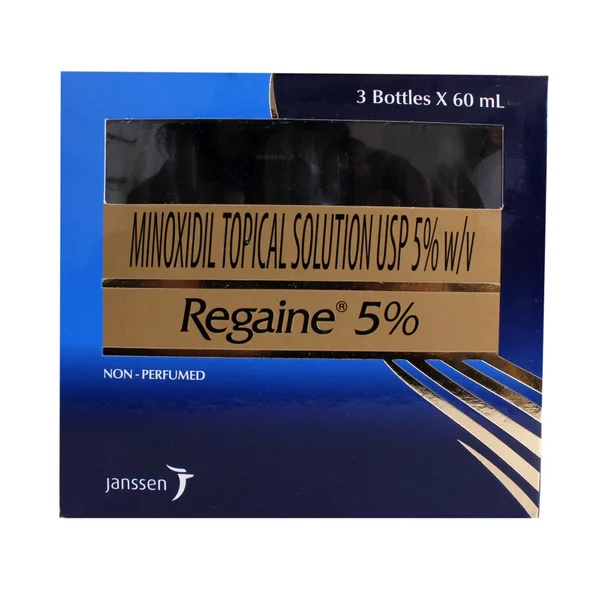 3 Bottles X 60 mL
MINOXIDIL TOPICAL SOLUTION USP 5% w/v
Regaine® 5%
NON - PERFUMED
janssen